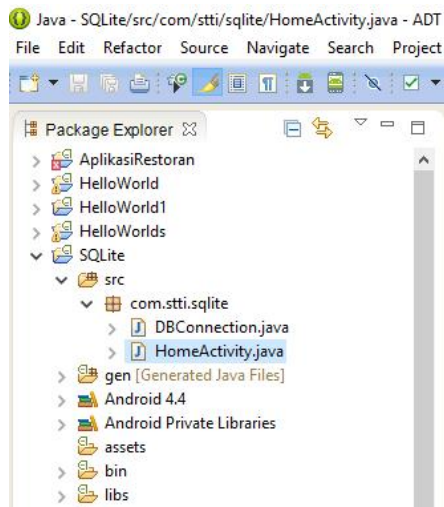 Java - SQLite/src/com/stti/sqlite/HomeActivity.java - ADT
File Edit Refactor Source Navigate Search Project
Package Explorer
AplikasiRestoran
HelloWorld
HelloWorld1
HelloWorlds
SQLite
src
com.stti.sqlite
DBConnection.java
HomeActivity.java
gen [Generated Java Files]
Android 4.4
Android Private Libraries
assets
bin
libs